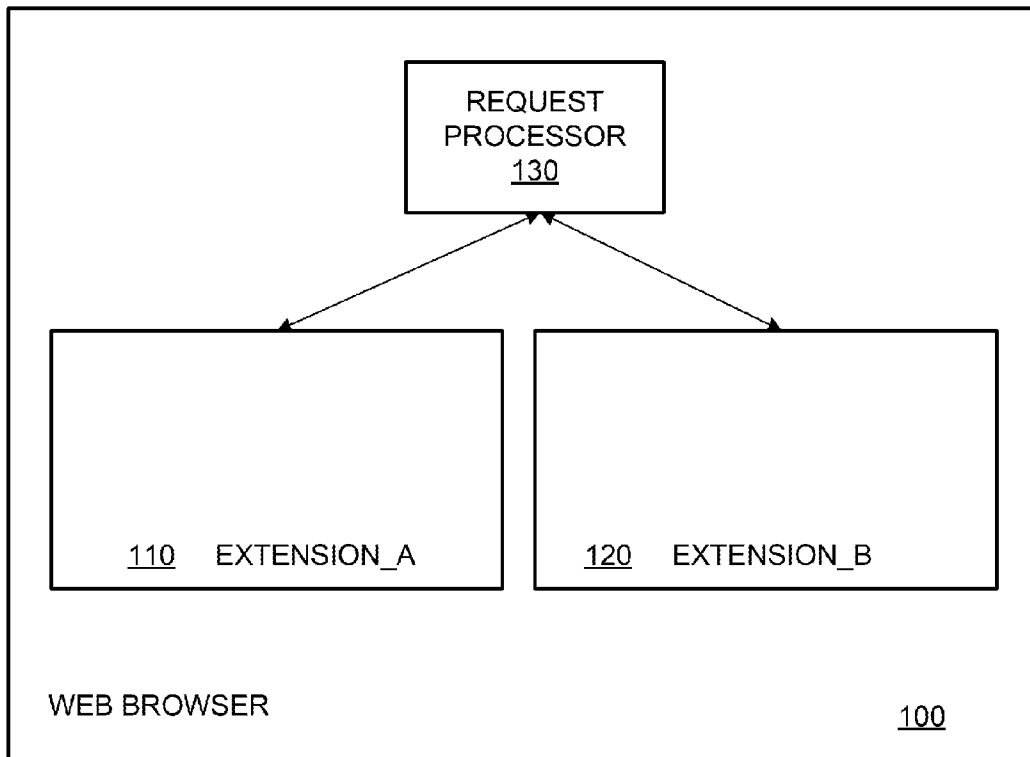 REQUEST
PROCESSOR
130
110 EXTENSION_A
120 EXTENSION_B
WEB BROWSER
100